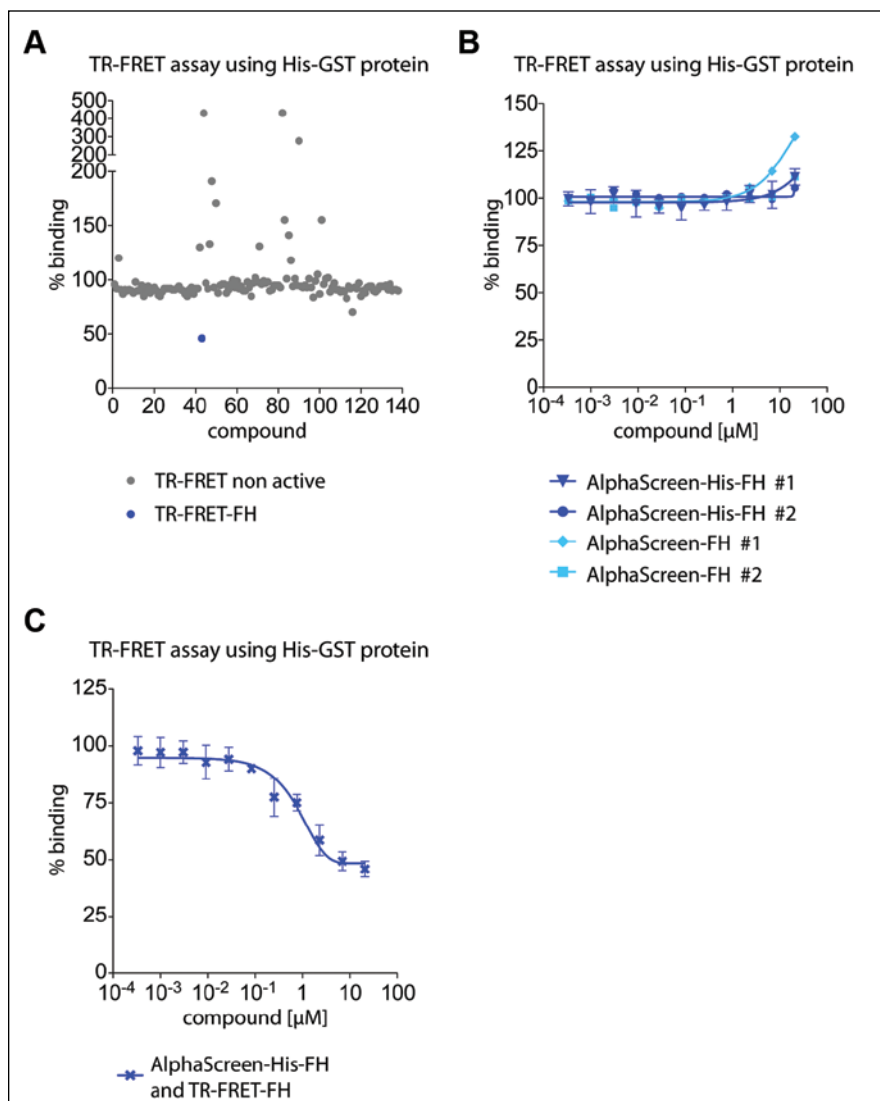 A
TR-FRET assay using His-GST protein
500
400
300
200
200
150
100
50
0
% binding
0 20 40 60 80 100 120 140
compound
TR-FRET non active
TR-FRET-FH
B
TR-FRET assay using His-GST protein
150
125
100
75
50
25
0
% binding
10⁻⁴ 10⁻³ 10⁻² 10⁻¹ 1 10 100
compound [µM]
AlphaScreen-His-FH #1
AlphaScreen-His-FH #2
AlphaScreen-FH #1
AlphaScreen-FH #2
C
TR-FRET assay using His-GST protein
125
100
75
50
25
0
% binding
10⁻⁴ 10⁻³ 10⁻² 10⁻¹ 1 10 100
compound [µM]
AlphaScreen-His-FH
and TR-FRET-FH